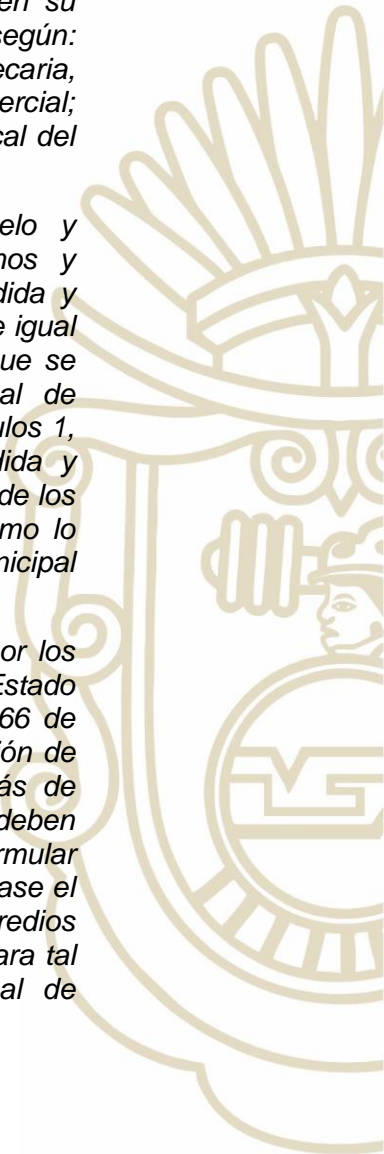 en su
según:
ecaria,
ercial;
cal del
elo y
nos y
dida y
e igual
que se
al de
ulos 1,
dida y
de los
mo lo
nicipal
or los
Estado
66 de
ón de
ás de
deben
rmular
ase el
redios
ara tal
al de